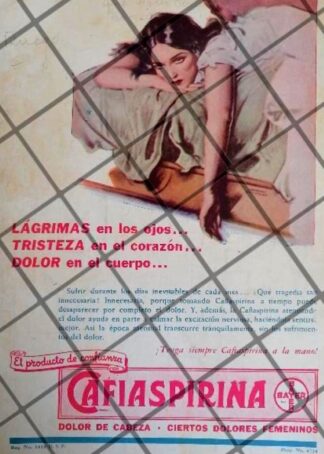 LÁGRIMAS en los ojos...
TRISTEZA en el corazón...
DOLOR en el cuerpo...
Sufrir durante los días inevitables de cada mes... ¡Qué tragedia tan
innecesaria! Innecesaria, porque tomando Cafiaspirina a tiempo puede
desaparecer por completo el dolor. Y, además, la Cafiaspirina atenuando
el dolor ayuda en parte a calmar la excitación nerviosa, haciéndola sentirse
mejor. Así la época mensual transcurre tranquilamente, sin los sufrimientos
del dolor.
¡Tenga siempre Cafiaspirina a la mano!
El producto de confianza
CAFIASPIRINA
BAYER
DOLOR DE CABEZA · CIERTOS DOLORES FEMENINOS